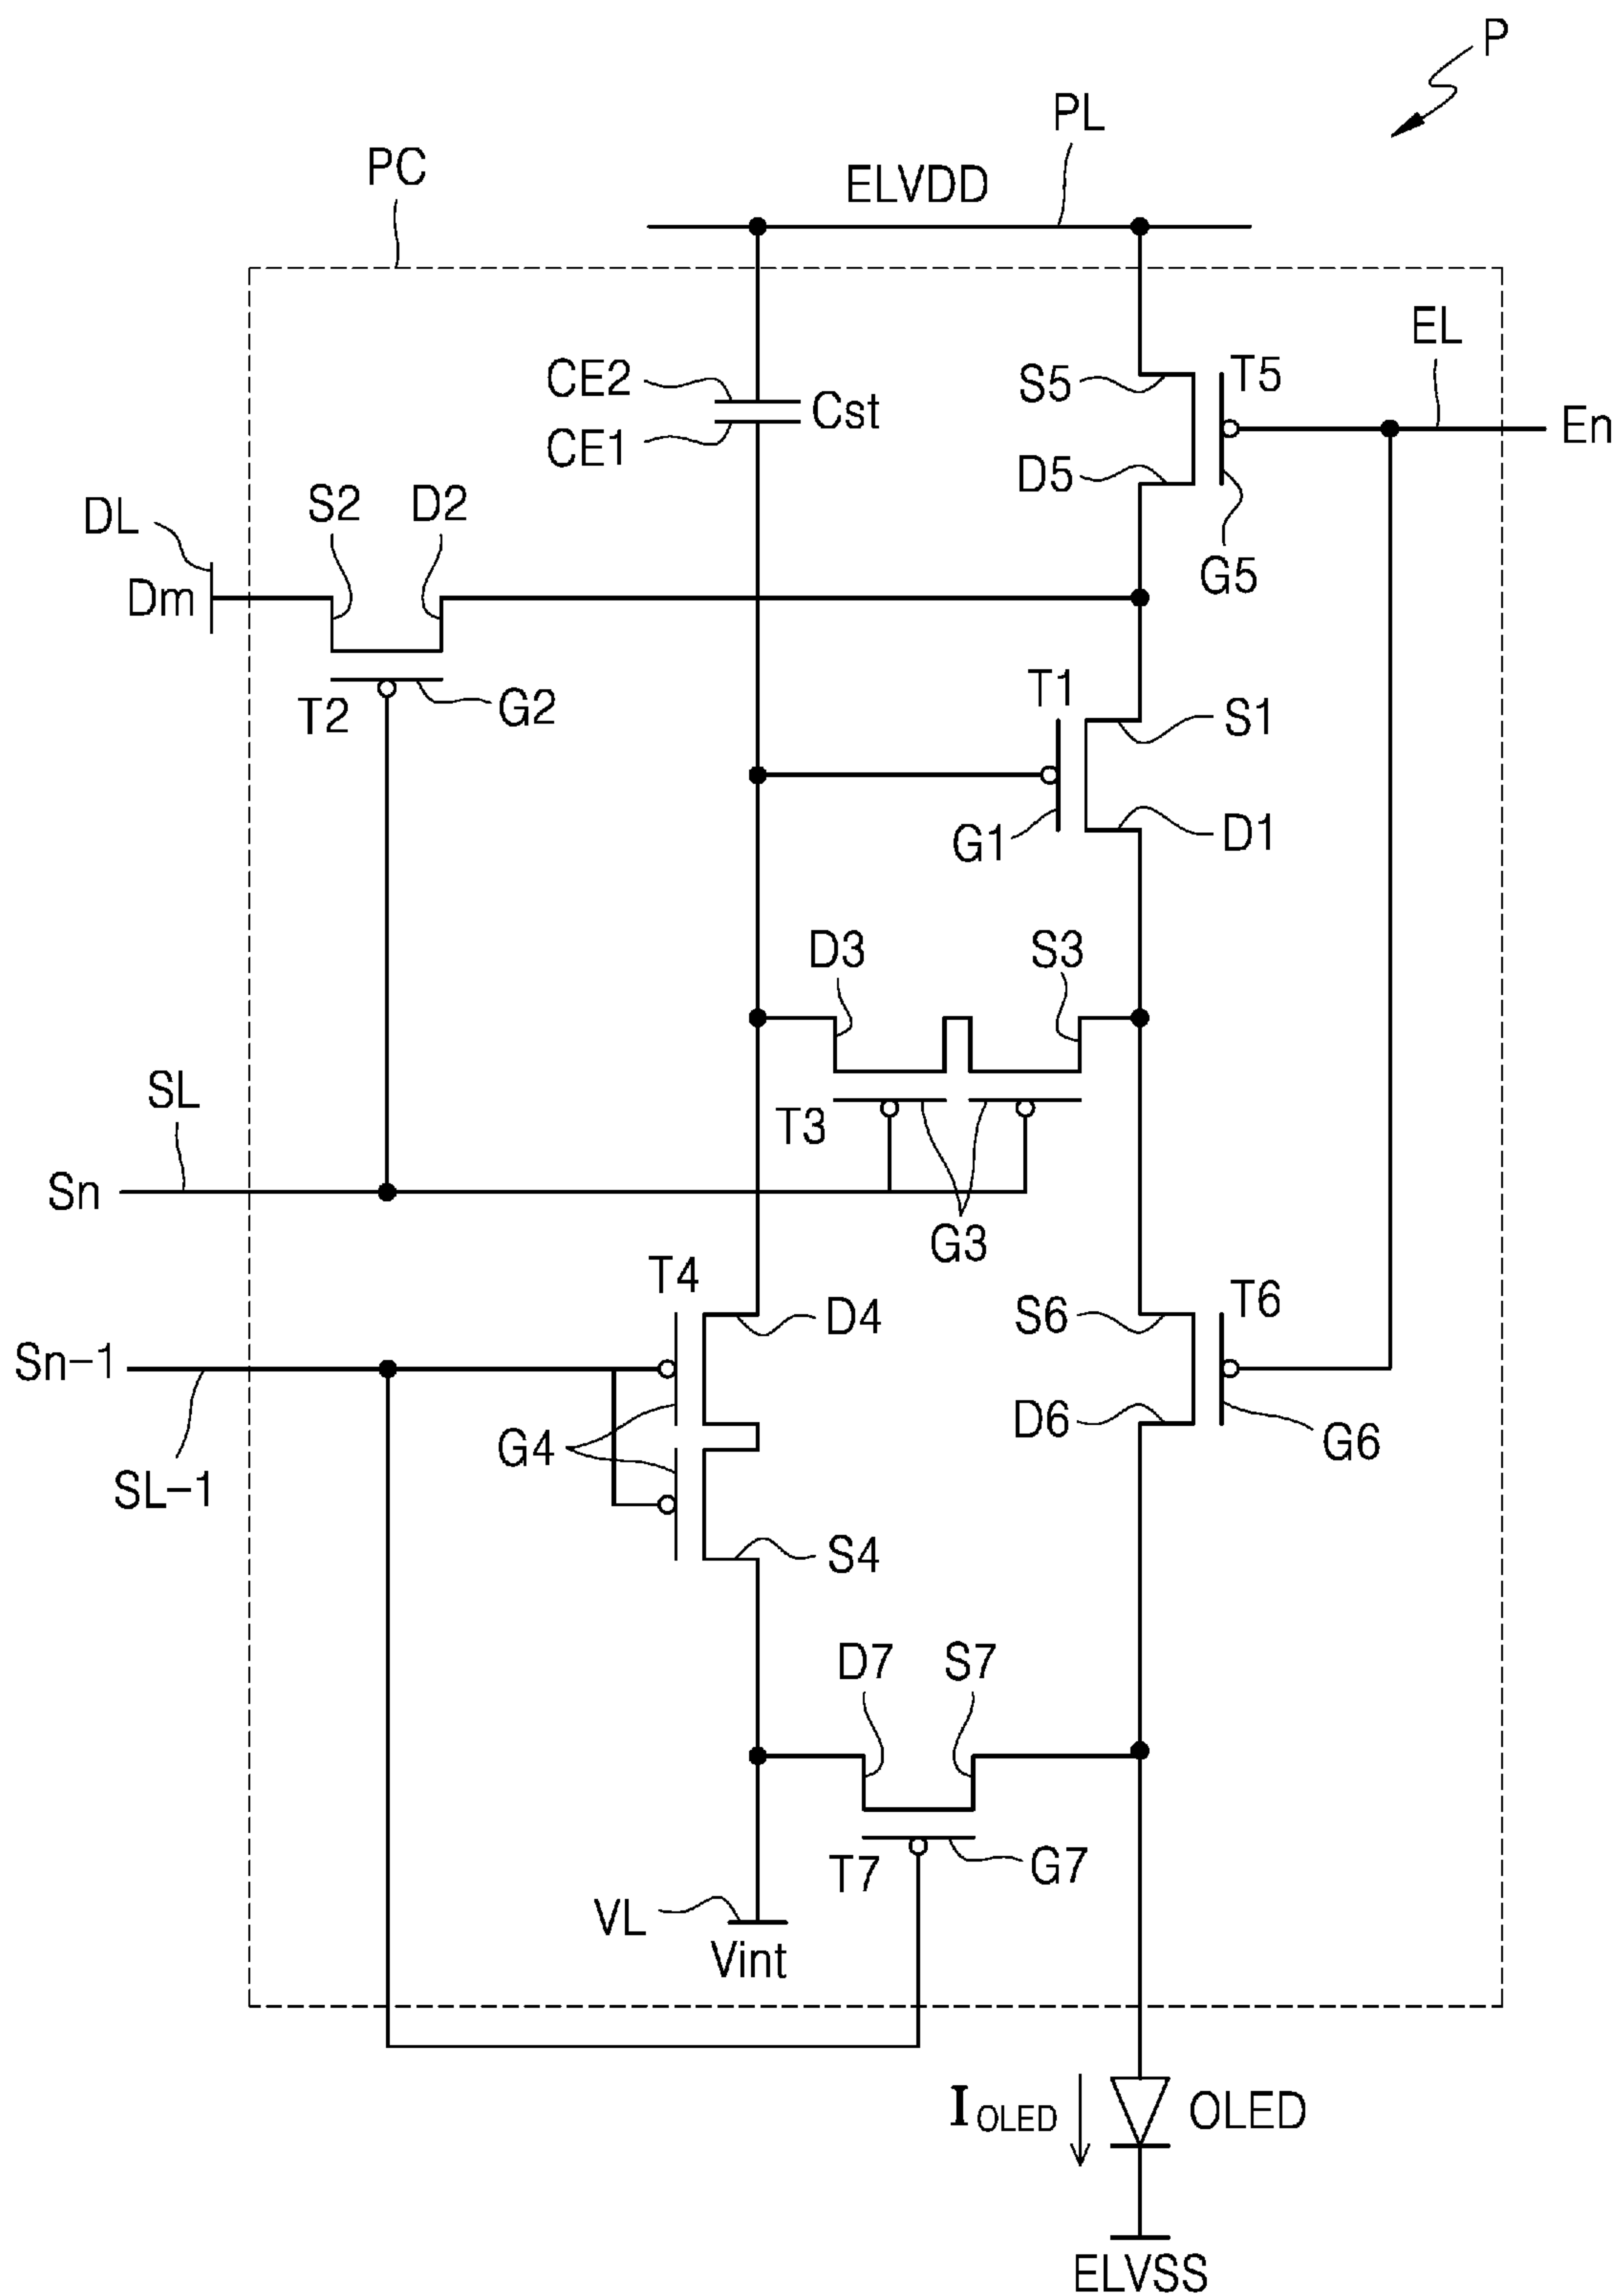 P
PL
PC
ELVDD
EL
CE2
S5
T5
Cst
En
CE1
D5
S2
D2
DL
G5
Dm
T1
G2
T2
S1
G1
D1
D3
S3
SL
T3
Sn
G3
T4
D4
S6
T6
Sn-1
D6
G4
G6
SL-1
S4
D7
S7
T7
G7
VL
Vint
I OLED
OLED
ELVSS